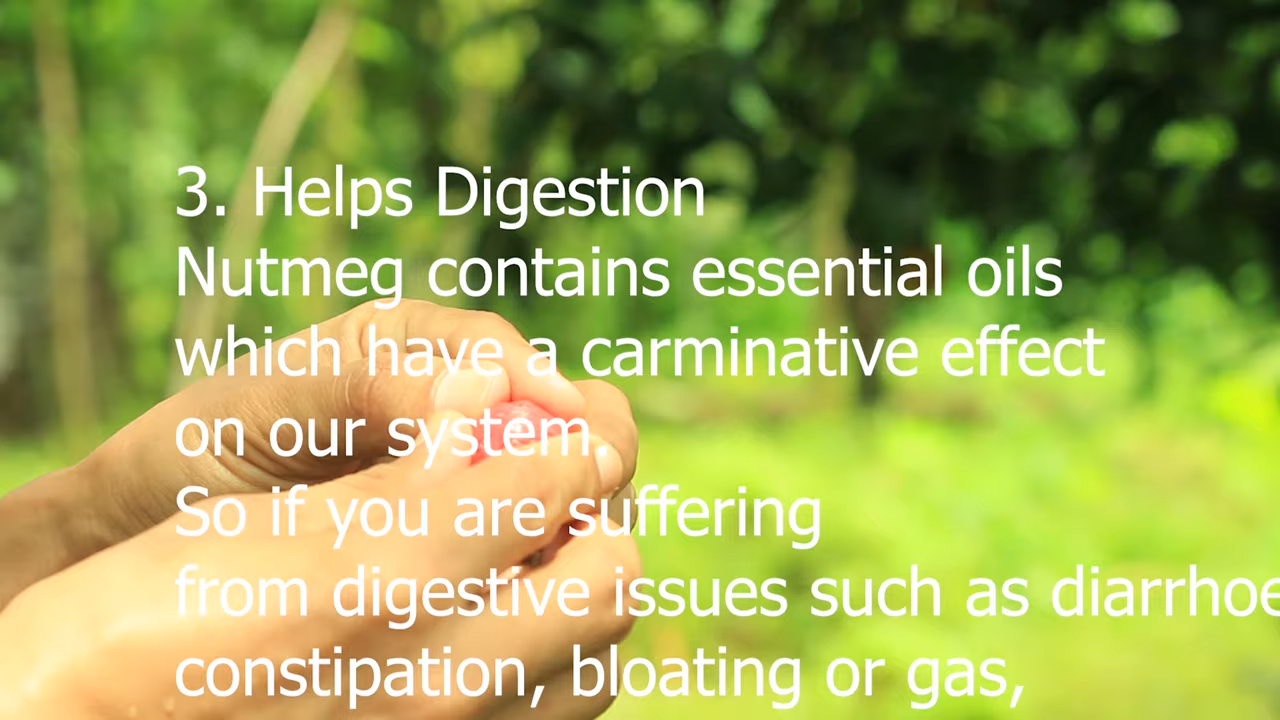 3. Helps Digestion
Nutmeg contains essential oils
which have a carminative effect
on our system.
So if you are suffering
from digestive issues such as diarrhoe
constipation, bloating or gas,